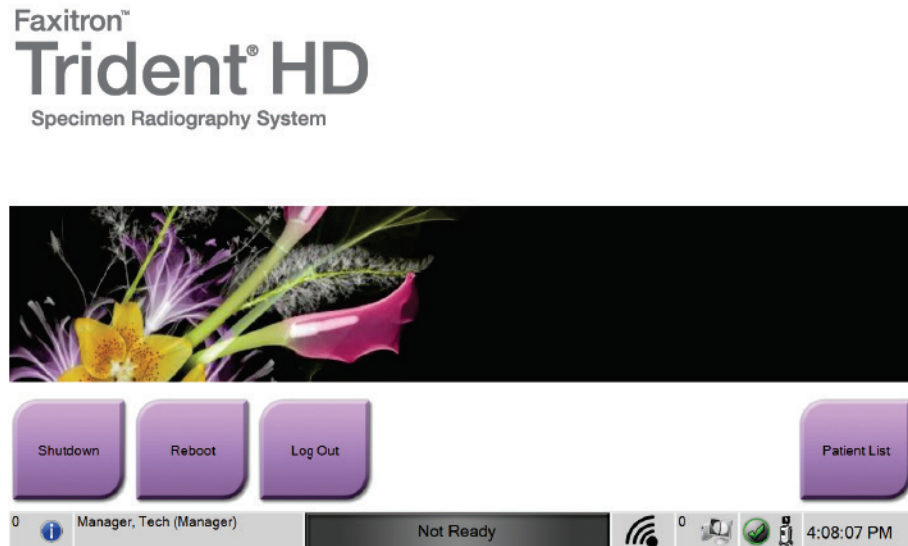 Faxitron™
Trident® HD
Specimen Radiography System
Shutdown
Reboot
Log Out
Patient List
0
Manager, Tech (Manager)
Not Ready
0
4:08:07 PM